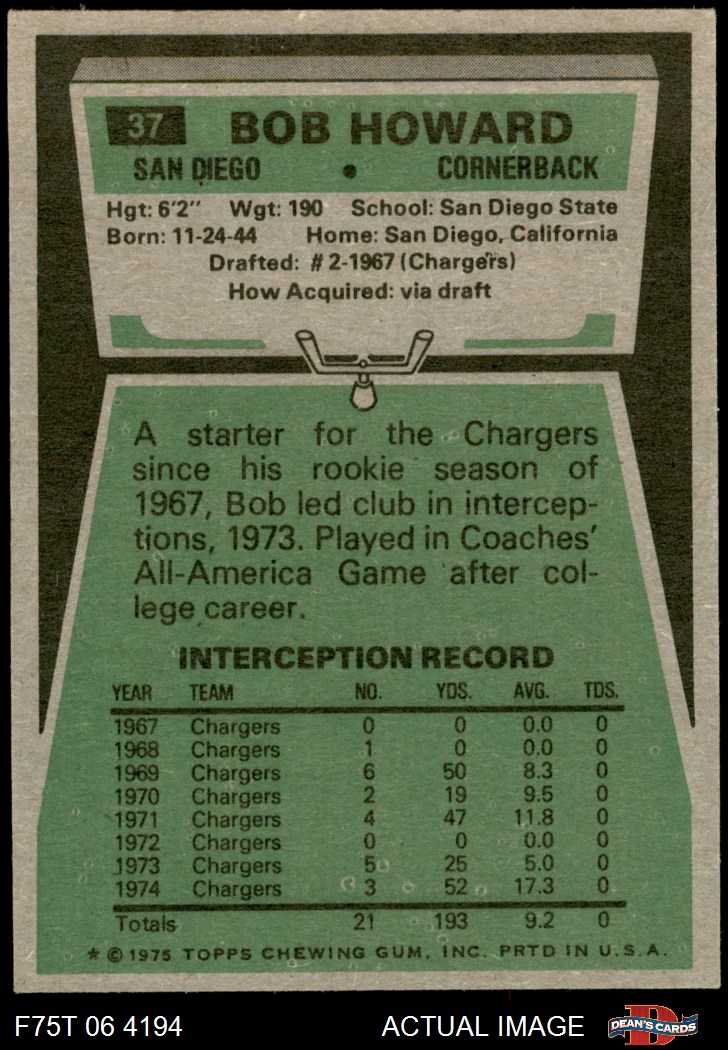 37 BOB HOWARD
SAN DIEGO • CORNERBACK
Hgt: 6'2" Wgt: 190 School: San Diego State
Born: 11-24-44 Home: San Diego, California
Drafted: #2-1967 (Chargers)
How Acquired: via draft
A starter for the Chargers
since his rookie season of
1967, Bob led club in intercep-
tions, 1973. Played in Coaches'
All-America Game after col-
lege career.
INTERCEPTION RECORD
YEAR TEAM NO. YDS. AVG. TDS.
1967 Chargers 0 0 0.0 0
1968 Chargers 1 0 0.0 0
1969 Chargers 6 50 8.3 0
1970 Chargers 2 19 9.5 0
1971 Chargers 4 47 11.8 0
1972 Chargers 0 0 0.0 0
1973 Chargers 5 25 5.0 0
1974 Chargers 3 52 17.3 0
Totals 21 193 9.2 0
* © 1975 TOPPS CHEWING GUM, INC. PRTD IN U.S.A.
F75T 06 4194 ACTUAL IMAGE D DEAN'S CARDS